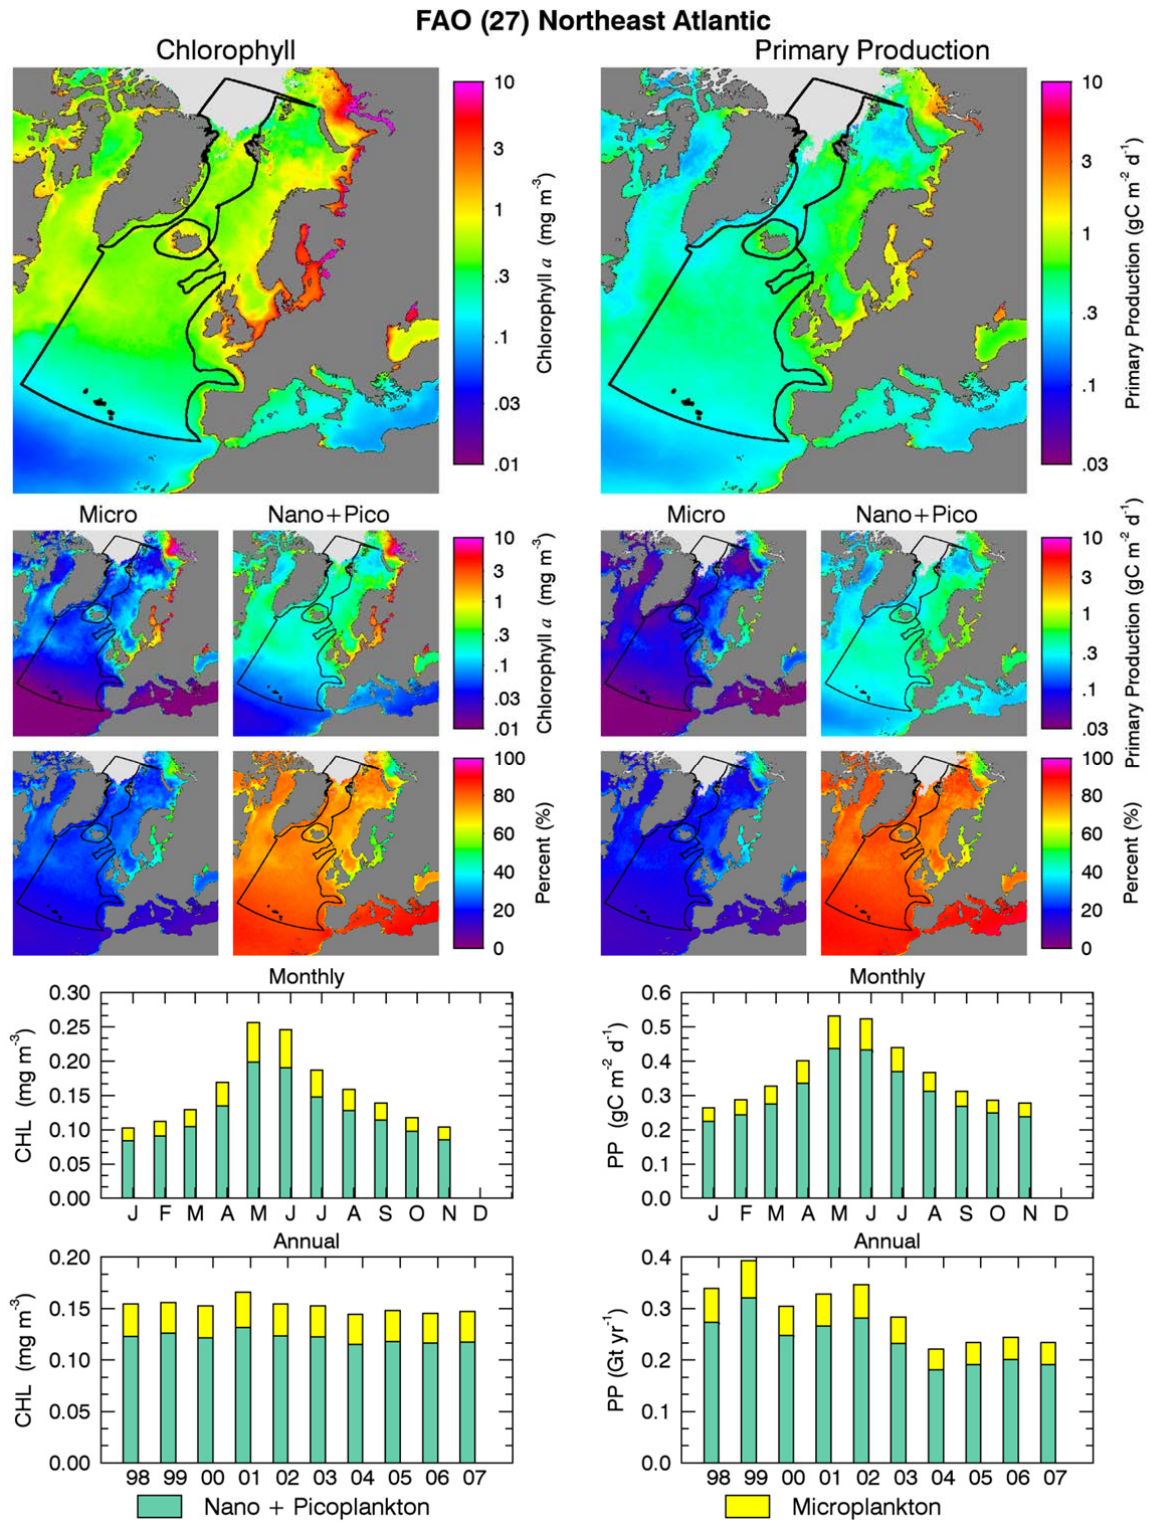 FAO (27) Northeast Atlantic
Chlorophyll
Primary Production
10
3
1
.3
.1
.03
.01
Chlorophyll a (mg m-3)
10
3
1
.3
.1
.03
Primary Production (gC m-2 d-1)
Micro
Nano+Pico
Micro
Nano+Pico
10
3
1
.3
.1
.03
.01
Chlorophyll a (mg m-3)
10
3
1
.3
.1
.03
Primary Production (gC m-2 d-1)
100
80
60
40
20
0
Percent (%)
100
80
60
40
20
0
Percent (%)
Monthly
0.30
0.25
0.20
0.15
0.10
0.05
0.00
CHL (mg m-3)
J F M A M J J A S O N D
Monthly
0.6
0.5
0.4
0.3
0.2
0.1
0.0
PP (gC m-2 d-1)
J F M A M J J A S O N D
Annual
0.20
0.15
0.10
0.05
0.00
CHL (mg m-3)
98 99 00 01 02 03 04 05 06 07
Annual
0.4
0.3
0.2
0.1
0.0
PP (Gt yr-1)
98 99 00 01 02 03 04 05 06 07
Nano + Picoplankton
Microplankton